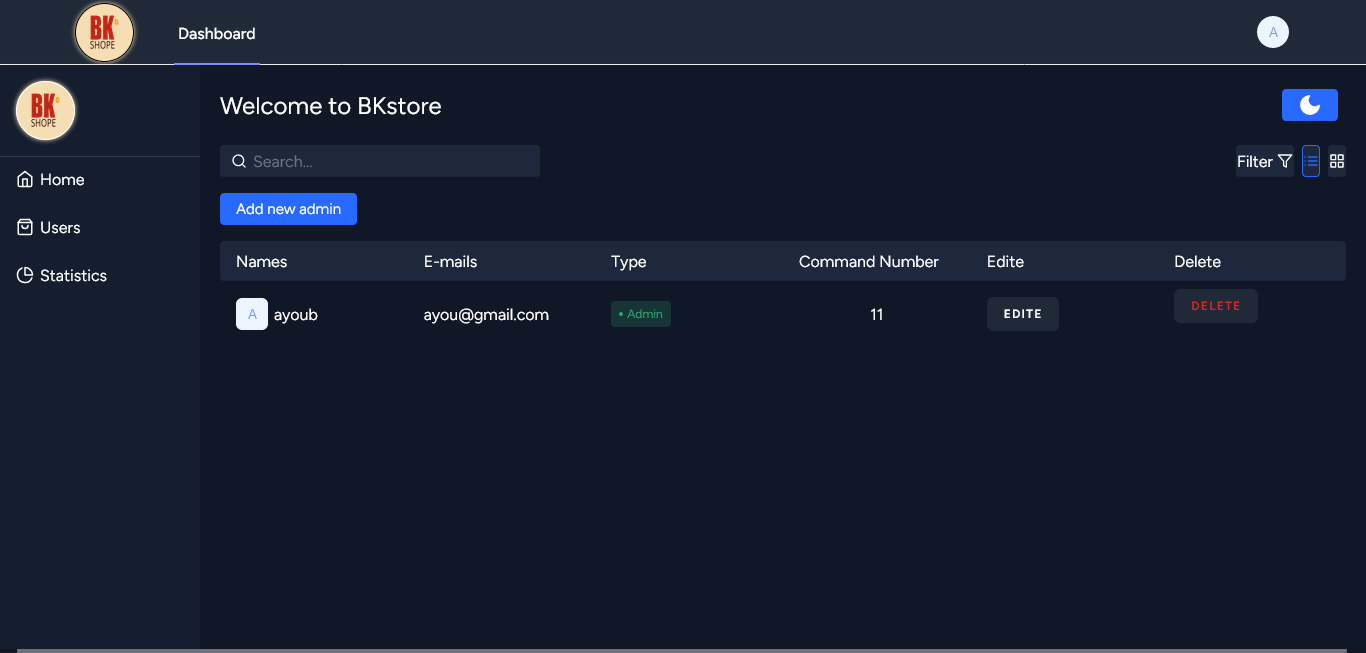 BK
SHOPE
Dashboard
A
BK
SHOPE
Welcome to BKstore
Search...
Filter
Home
Users
Statistics
Add new admin
Names E-mails Type Command Number Edite Delete
A ayoub ayou@gmail.com • Admin 11 EDITE DELETE